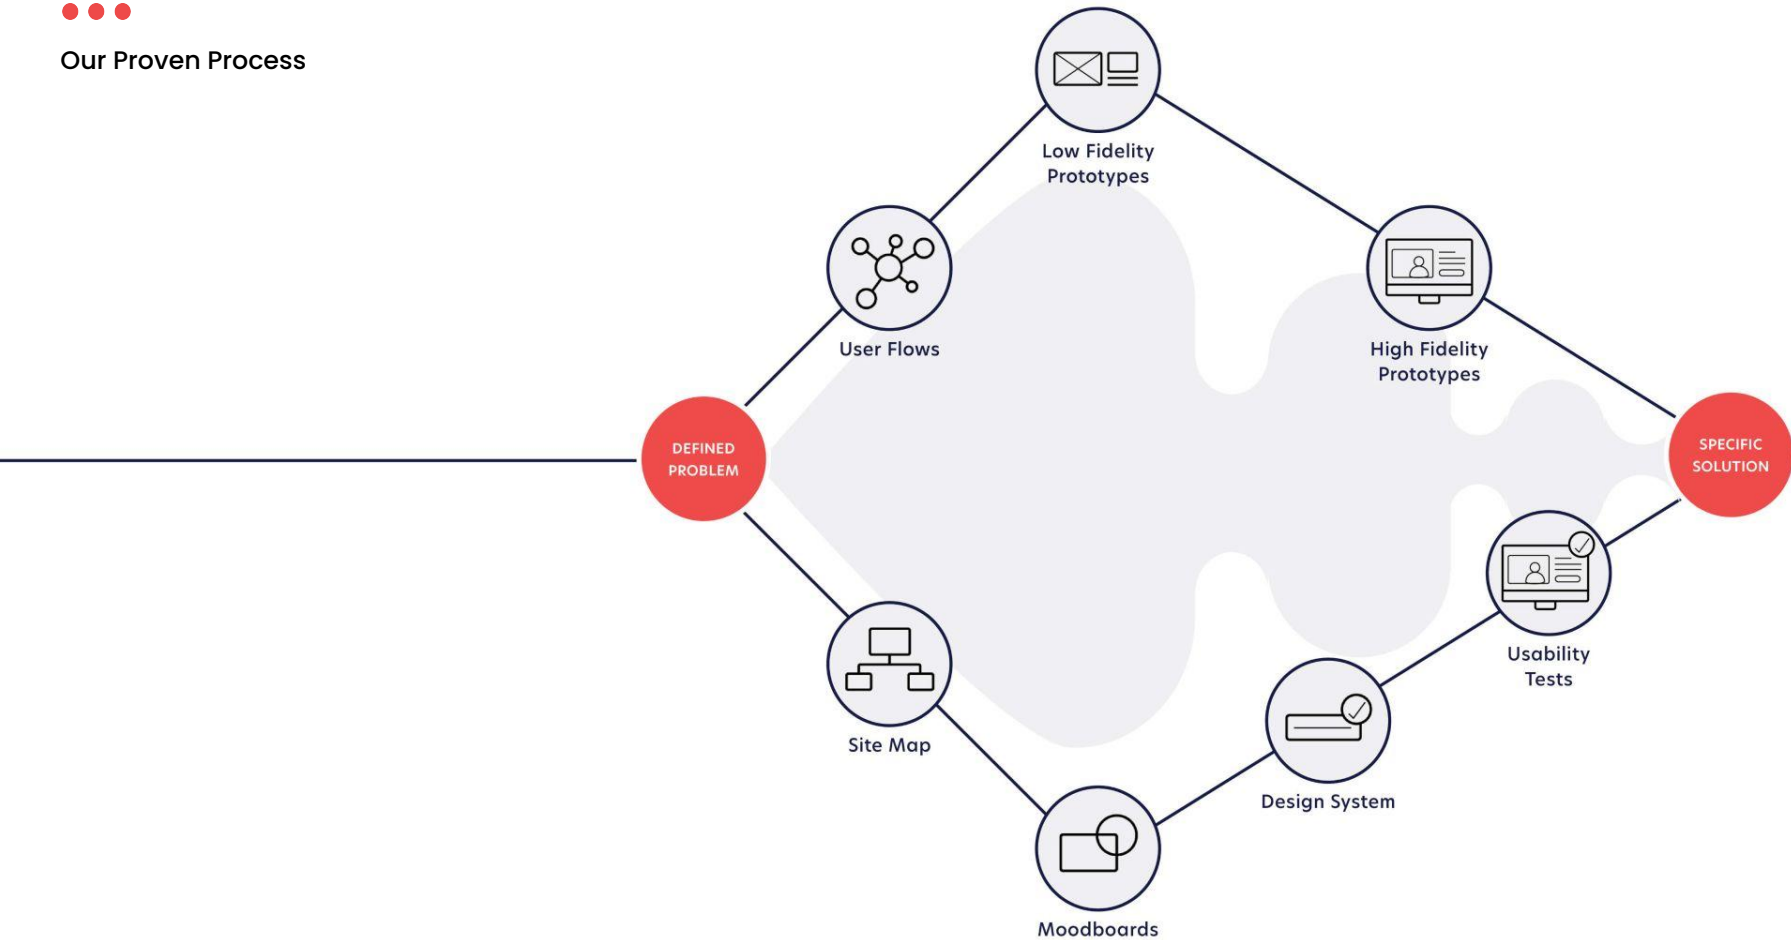 Our Proven Process
Low Fidelity
Prototypes
User Flows
High Fidelity
Prototypes
DEFINED
PROBLEM
SPECIFIC
SOLUTION
Site Map
Usability
Tests
Design System
Moodboards